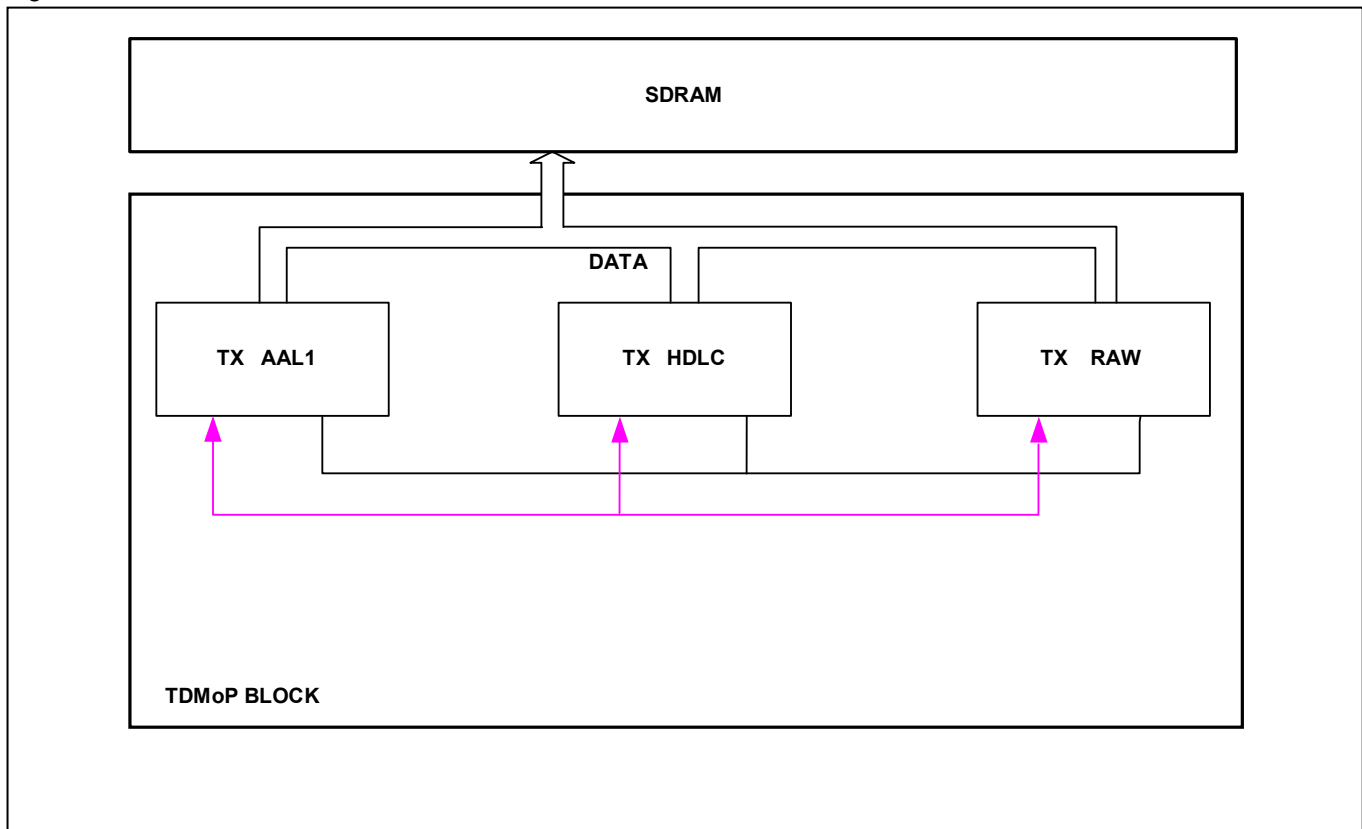 SDRAM
DATA
TX AAL1
TX HDLC
TX RAW
TDMoP BLOCK